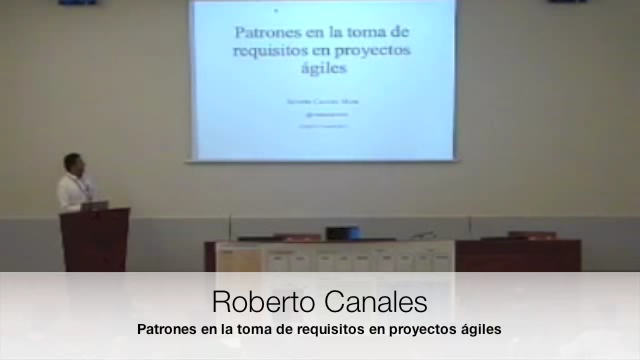 Patrones en la toma de
requisitos en proyectos
ágiles
Roberto Canales
Patrones en la toma de requisitos en proyectos ágiles